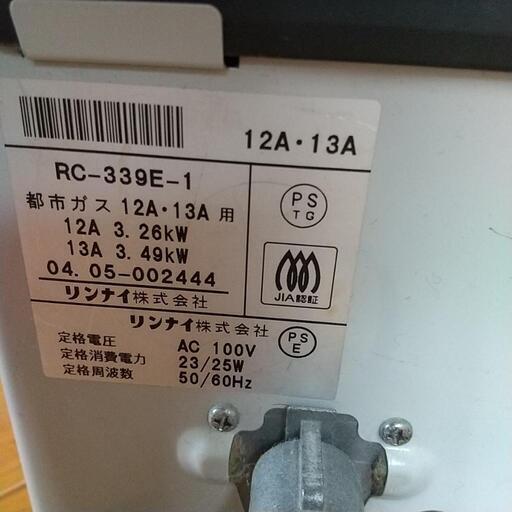 12A・13A
RC-339E-1
都市ガス 12A・13A 用
12A 3.26kW
13A 3.49kW
04.05-002444
リンナイ株式会社
PS
TG
JIA認証
リンナイ株式会社
定格電圧 AC 100V
定格消費電力 23/25W
定格周波数 50/60Hz
PS
E